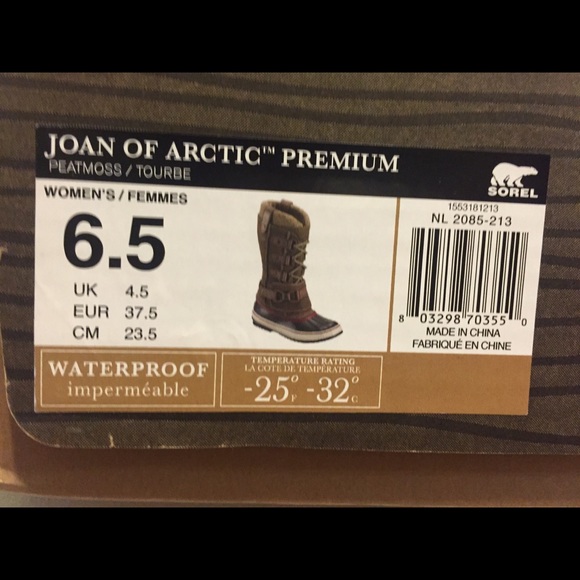 JOAN OF ARCTIC™ PREMIUM
PEATMOSS / TOURBE
SOREL
WOMEN'S / FEMMES
6.5
UK 4.5
EUR 37.5
CM 23.5
1553181213
NL 2085-213
8 03298 70355 0
MADE IN CHINA
FABRIQUÉ EN CHINE
WATERPROOF
imperméable
TEMPERATURE RATING
LA COTE DE TEMPÉRATURE
-25°F -32°C